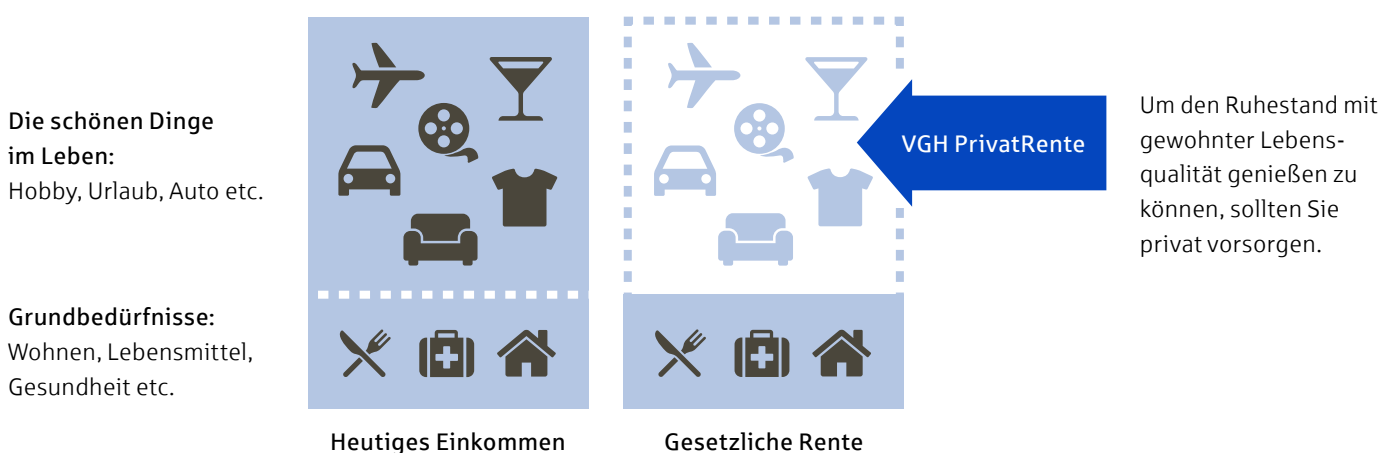 Die schönen Dinge
im Leben:
Hobby, Urlaub, Auto etc.
Grundbedürfnisse:
Wohnen, Lebensmittel,
Gesundheit etc.
VGH PrivatRente
Um den Ruhestand mit
gewohnter Lebens-
qualität genießen zu
können, sollten Sie
privat vorsorgen.
Heutiges Einkommen
Gesetzliche Rente